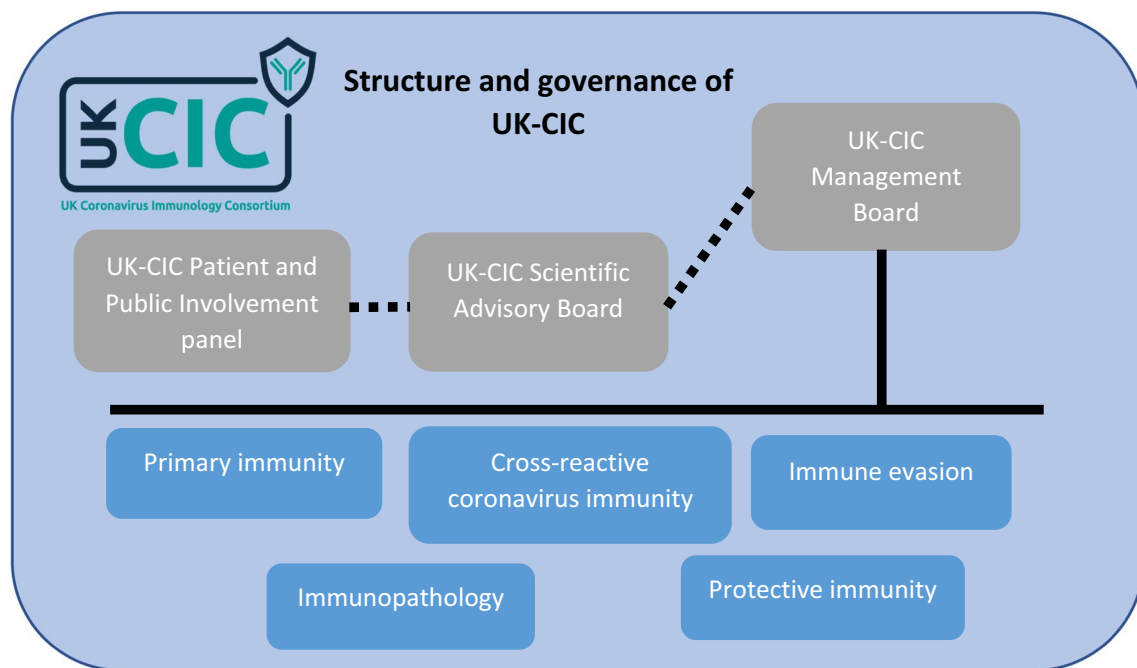 UK
CIC
UK Coronavirus Immunology Consortium
Structure and governance of
UK-CIC
UK-CIC
Management
Board
UK-CIC Patient and
Public Involvement
panel
UK-CIC Scientific
Advisory Board
Primary immunity
Cross-reactive
coronavirus immunity
Immune evasion
Immunopathology
Protective immunity